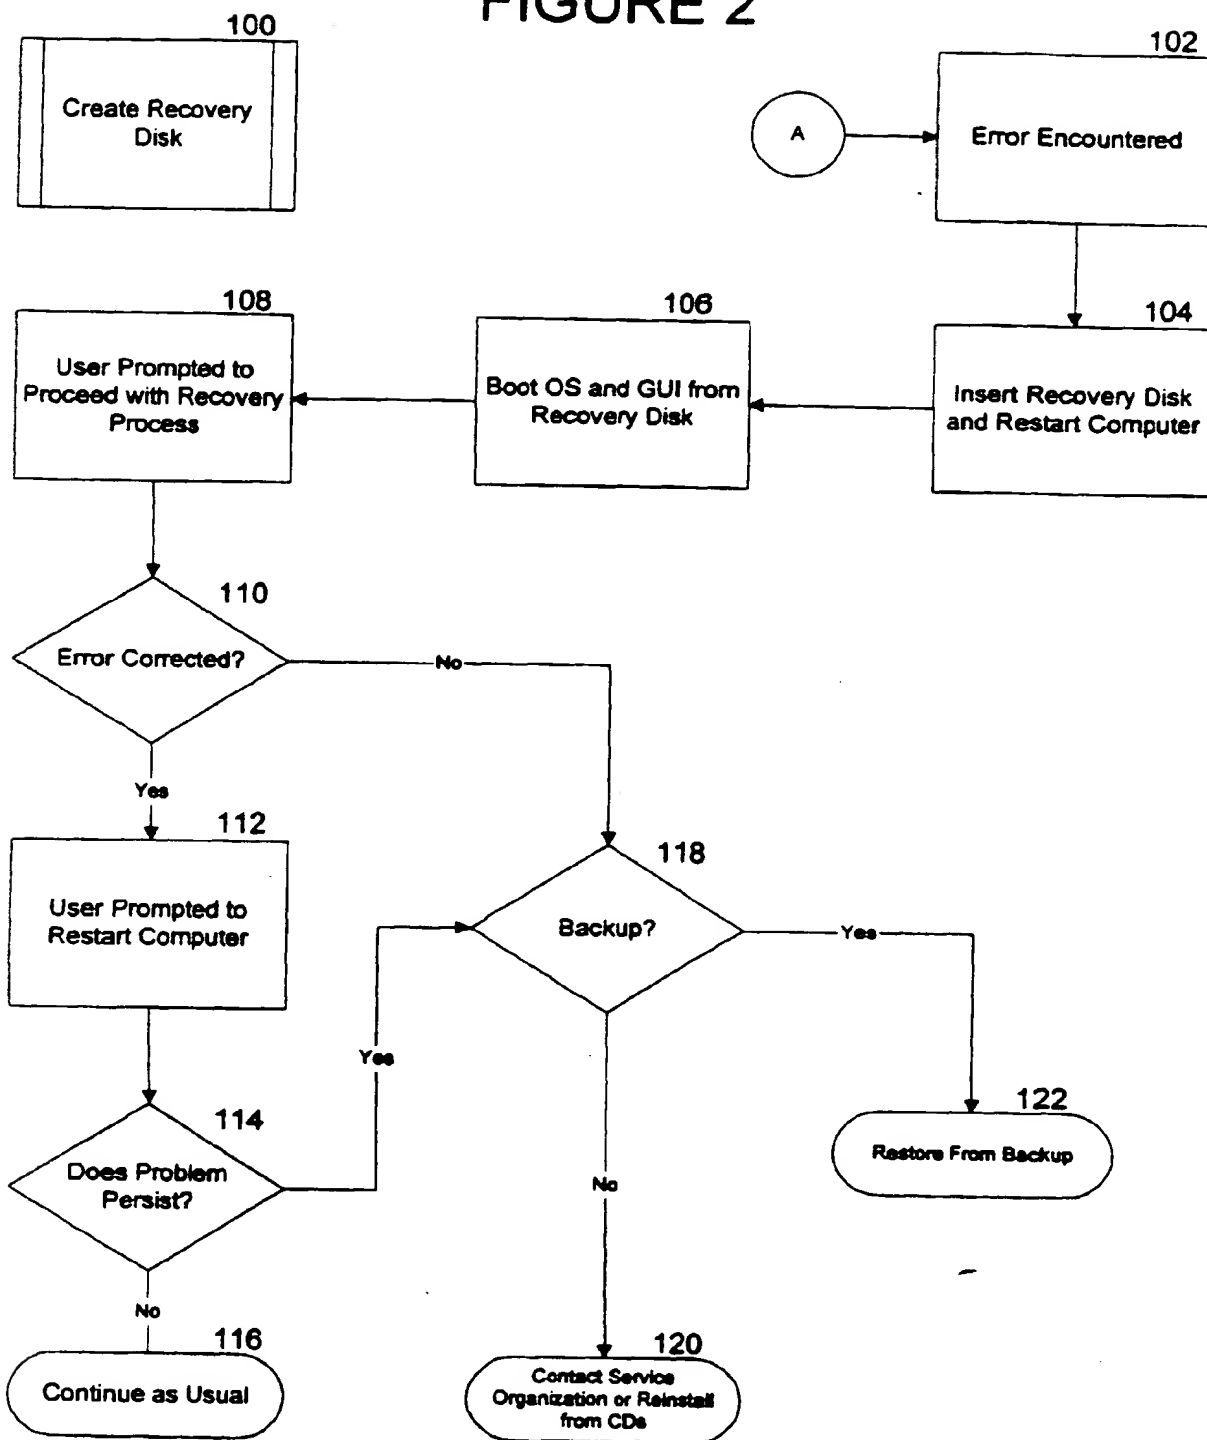 FIGURE 2
100
Create Recovery
Disk
A
102
Error Encountered
108
User Prompted to
Proceed with Recovery
Process
106
Boot OS and GUI from
Recovery Disk
104
Insert Recovery Disk
and Restart Computer
110
Error Corrected?
No
Yes
112
User Prompted to
Restart Computer
118
Backup?
Yes
Yes
114
Does Problem
Persist?
122
Restore From Backup
No
No
116
Continue as Usual
120
Contact Service
Organization or Reinstall
from CDs